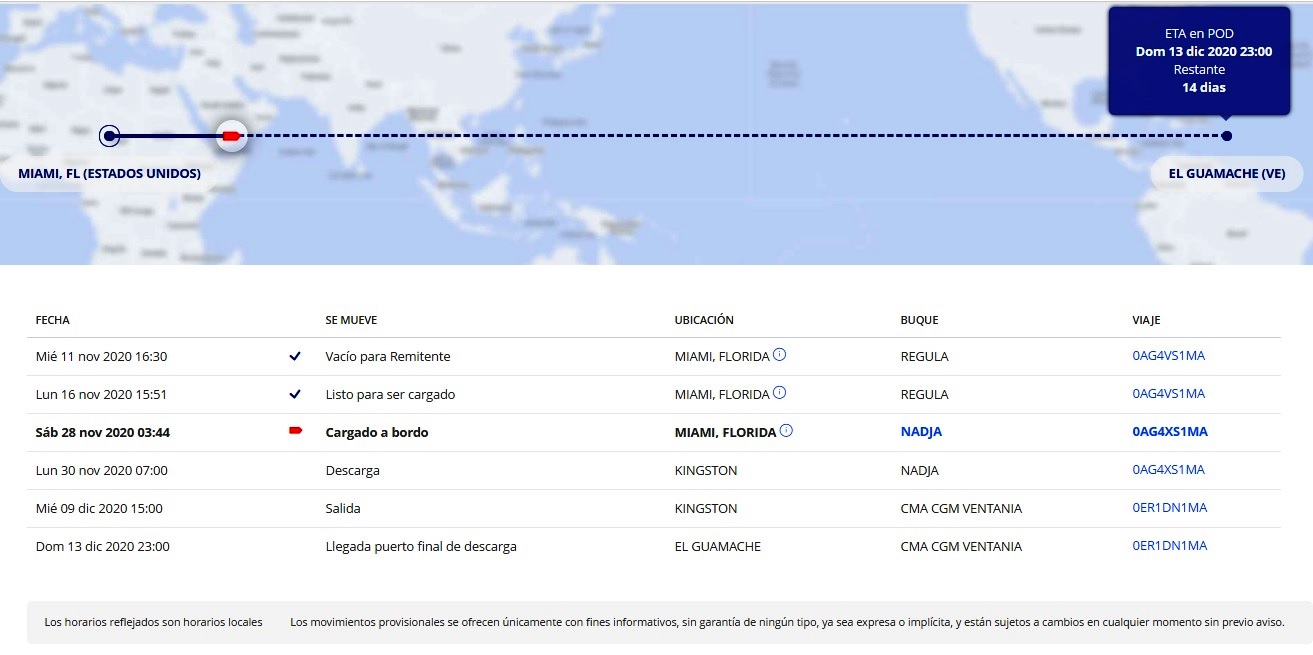 ETA en POD
Dom 13 dic 2020 23:00
Restante
14 dias
MIAMI, FL (ESTADOS UNIDOS)
EL GUAMACHE (VE)
FECHA SE MUEVE UBICACIÓN BUQUE VIAJE
Mié 11 nov 2020 16:30 Vacío para Remitente MIAMI, FLORIDA REGULA 0AG4VS1MA
Lun 16 nov 2020 15:51 Listo para ser cargado MIAMI, FLORIDA REGULA 0AG4VS1MA
Sáb 28 nov 2020 03:44 Cargado a bordo MIAMI, FLORIDA NADJA 0AG4XS1MA
Lun 30 nov 2020 07:00 Descarga KINGSTON NADJA 0AG4XS1MA
Mié 09 dic 2020 15:00 Salida KINGSTON CMA CGM VENTANIA 0ER1DN1MA
Dom 13 dic 2020 23:00 Llegada puerto final de descarga EL GUAMACHE CMA CGM VENTANIA 0ER1DN1MA
Los horarios reflejados son horarios locales Los movimientos provisionales se ofrecen únicamente con fines informativos, sin garantía de ningún tipo, ya sea expresa o implícita, y están sujetos a cambios en cualquier momento sin previo aviso.